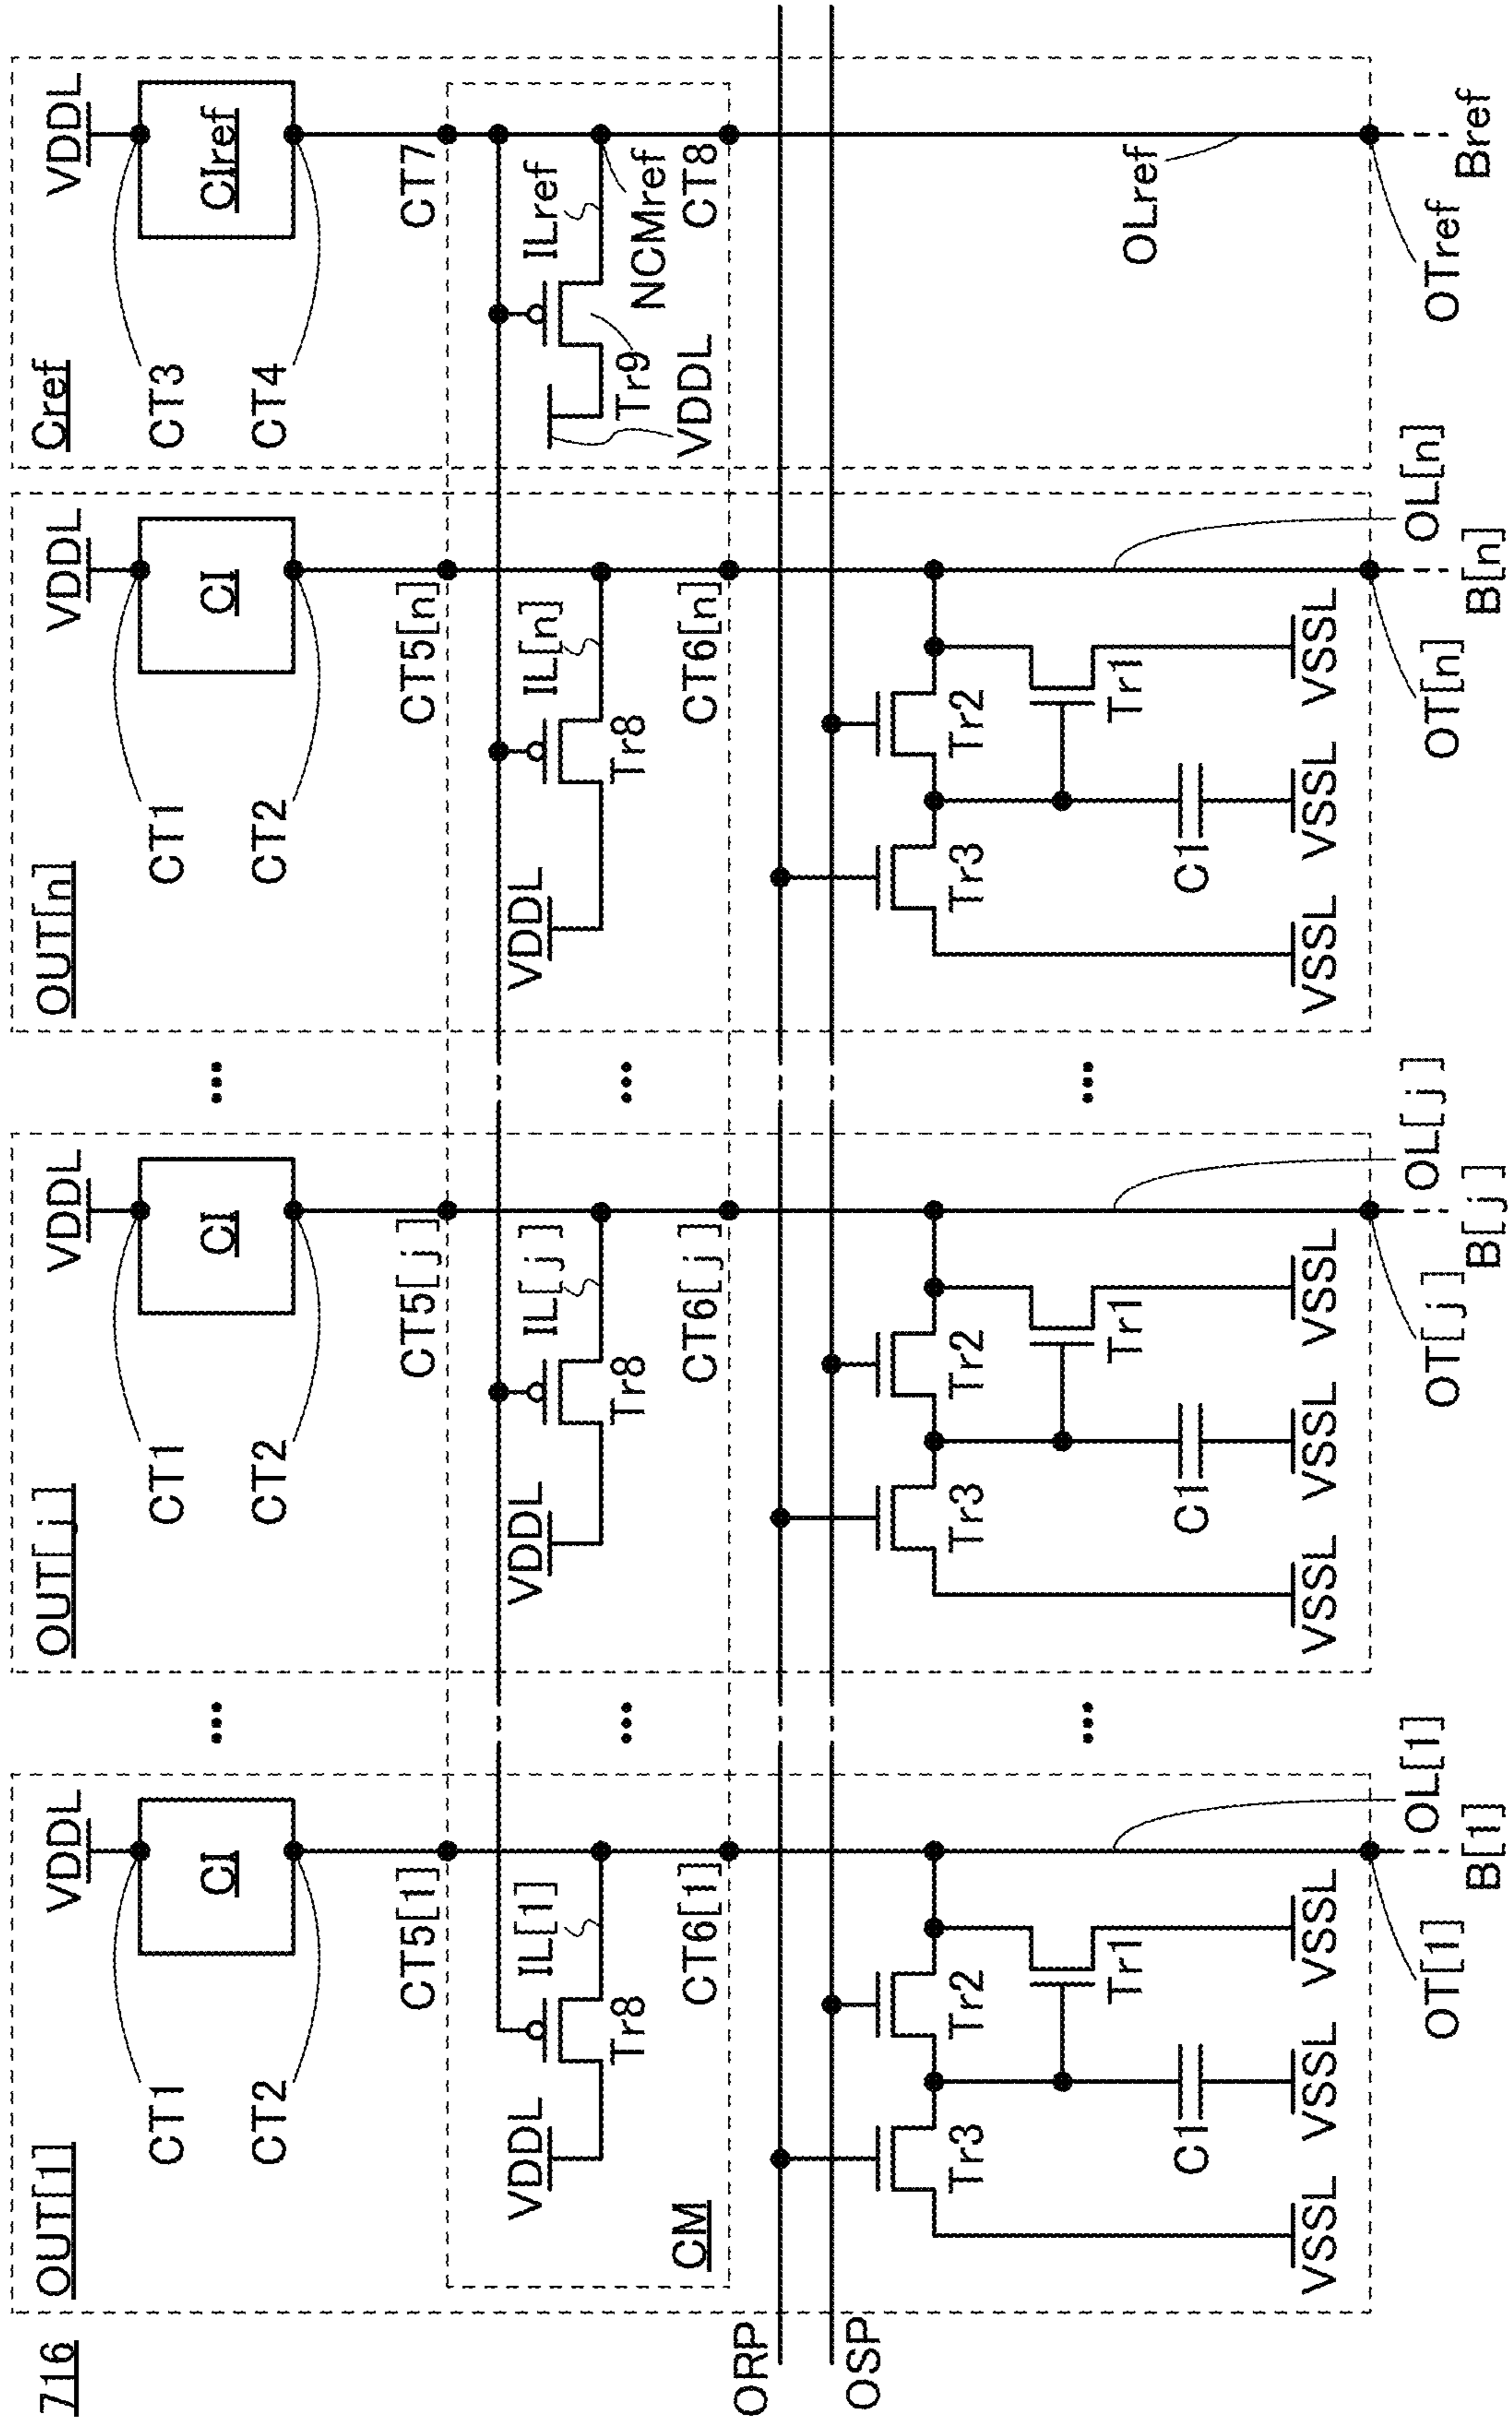 716
OUT[1]
VDDL
CI
CT1
CT2
CT5[1]
IL[1]
VDDL
Tr8
CT6[1]
CM
ORP
OSP
Tr3
Tr2
Tr1
C1
VSSL
VSSL
VSSL
OL[1]
OT[1]
B[1]
...
...
...
OUT[j]
VDDL
CI
CT1
CT2
CT5[j]
IL[j]
VDDL
Tr8
CT6[j]
Tr3
Tr2
Tr1
C1
VSSL
VSSL
VSSL
OL[j]
OT[j]
B[j]
...
...
...
OUT[n]
VDDL
CI
CT1
CT2
CT5[n]
IL[n]
VDDL
Tr8
CT6[n]
Tr3
Tr2
Tr1
C1
VSSL
VSSL
VSSL
OL[n]
OT[n]
B[n]
Cref
VDDL
CIref
CT3
CT4
CT7
ILref
Tr9
NCMref
VDDL
CT8
OLref
OTref
Bref